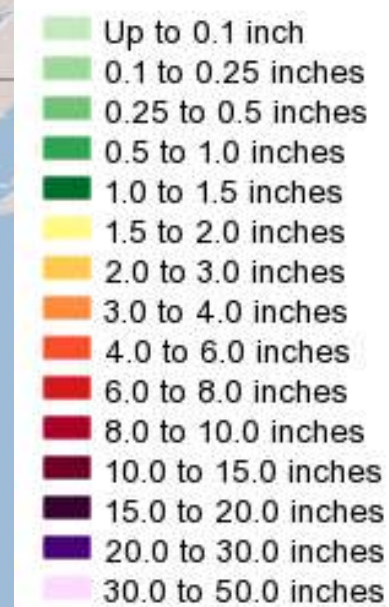 Up to 0.1 inch
0.1 to 0.25 inches
0.25 to 0.5 inches
0.5 to 1.0 inches
1.0 to 1.5 inches
1.5 to 2.0 inches
2.0 to 3.0 inches
3.0 to 4.0 inches
4.0 to 6.0 inches
6.0 to 8.0 inches
8.0 to 10.0 inches
10.0 to 15.0 inches
15.0 to 20.0 inches
20.0 to 30.0 inches
30.0 to 50.0 inches